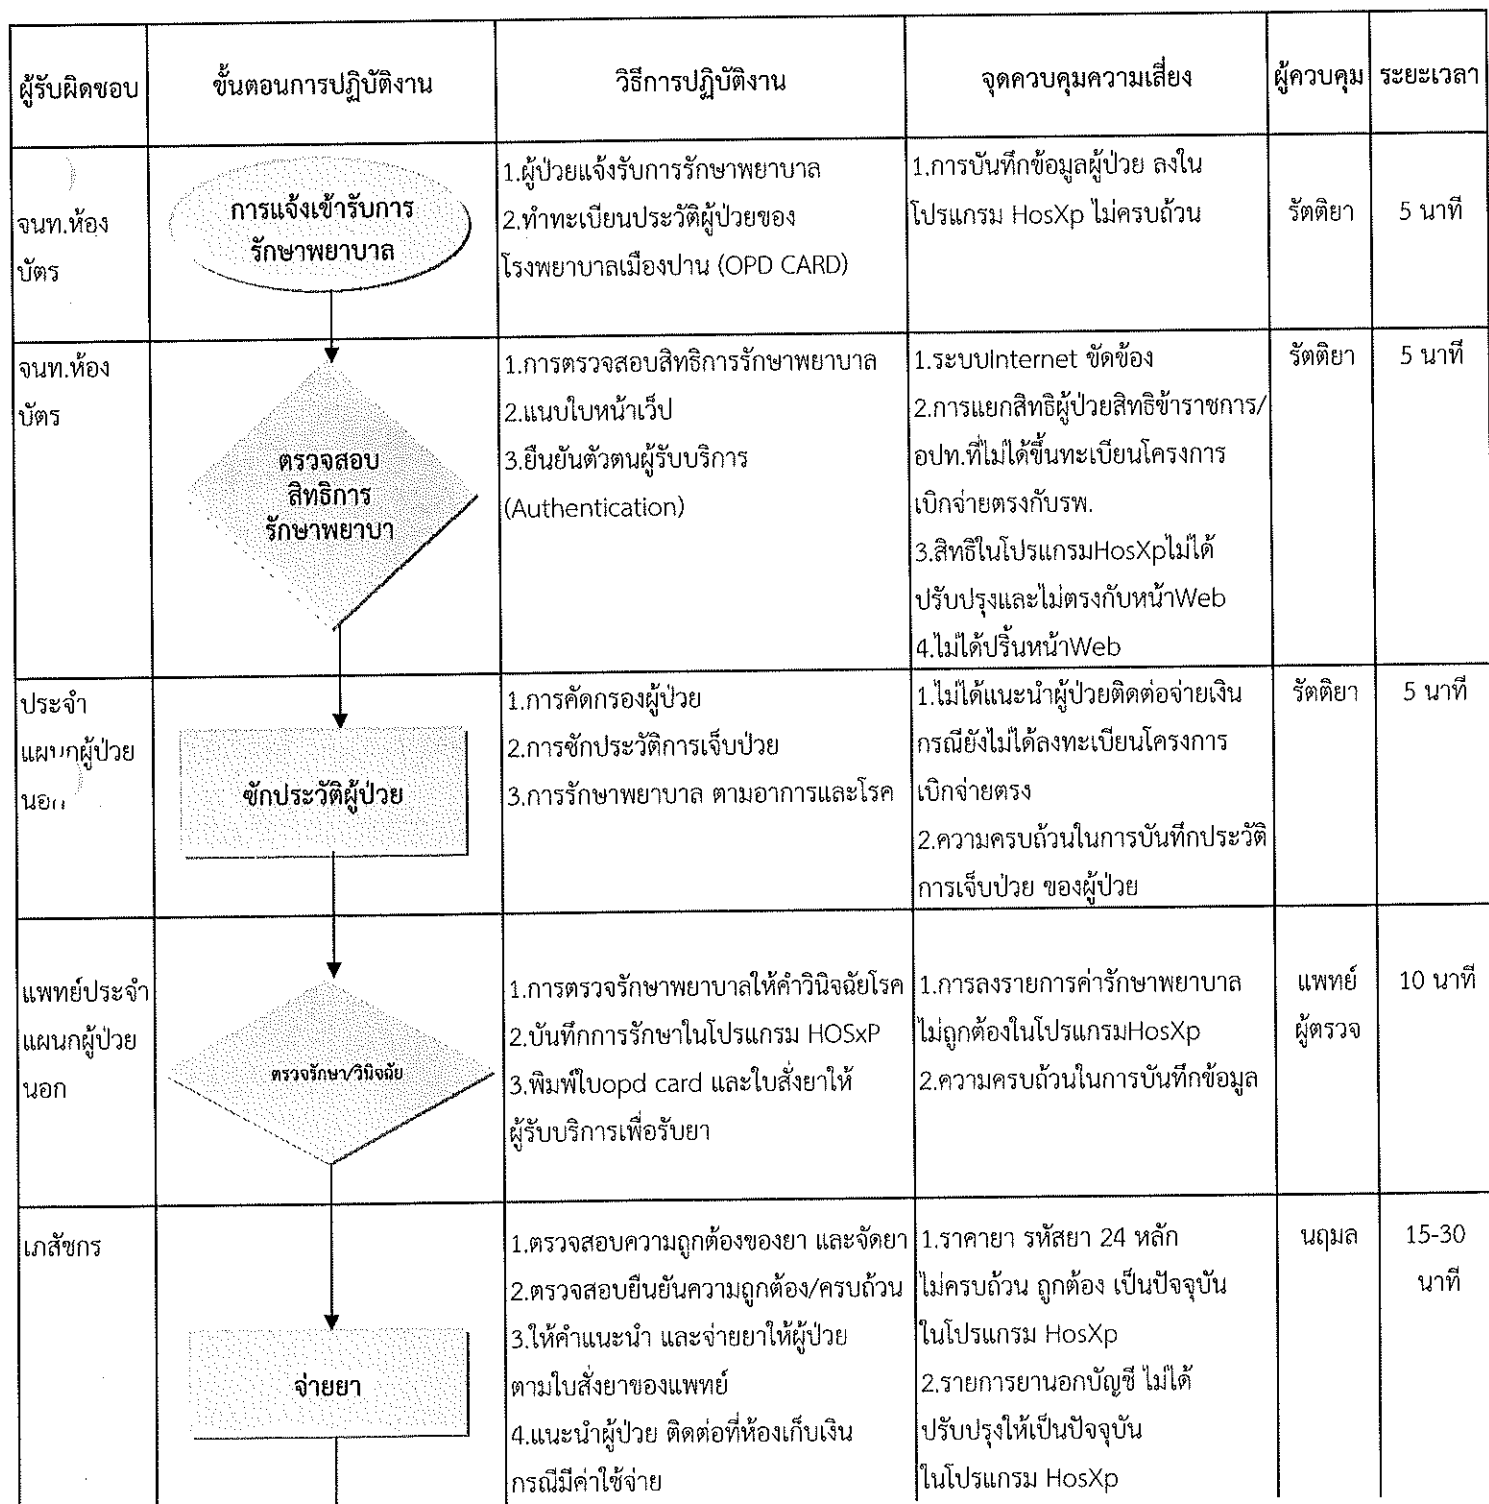 ผู้รับผิดชอบ
ขั้นตอนการปฏิบัติงาน
วิธีการปฏิบัติงาน
จุดควบคุมความเสี่ยง
ผู้ควบคุม
ระยะเวลา
จนท.ห้อง
บัตร
การแจ้งเข้ารับการ
รักษาพยาบาล
1.ผู้ป่วยแจ้งรับการรักษาพยาบาล
2.ทำทะเบียนประวัติผู้ป่วยของ
โรงพยาบาลเมืองปาน (OPD CARD)
1.การบันทึกข้อมูลผู้ป่วย ลงใน
โปรแกรม HosXp ไม่ครบถ้วน
รัตติยา
5 นาที
จนท.ห้อง
บัตร
ตรวจสอบ
สิทธิการ
รักษาพยาบา
1.การตรวจสอบสิทธิการรักษาพยาบาล
2.แนบใบหน้าเว็ป
3.ยืนยันตัวตนผู้รับบริการ
(Authentication)
1.ระบบInternet ขัดข้อง
2.การแยกสิทธิผู้ป่วยสิทธิข้าราชการ/
อปท.ที่ไม่ได้ขึ้นทะเบียนโครงการ
เบิกจ่ายตรงกับรพ.
3.สิทธิในโปรแกรมHosXpไม่ได้
ปรับปรุงและไม่ตรงกับหน้าWeb
4.ไม่ได้ปริ้นหน้าWeb
รัตติยา
5 นาที
ประจำ
แผนกผู้ป่วย
นอก
ซักประวัติผู้ป่วย
1.การคัดกรองผู้ป่วย
2.การซักประวัติการเจ็บป่วย
3.การรักษาพยาบาล ตามอาการและโรค
1.ไม่ได้แนะนำผู้ป่วยติดต่อจ่ายเงิน
กรณียังไม่ได้ลงทะเบียนโครงการ
เบิกจ่ายตรง
2.ความครบถ้วนในการบันทึกประวัติ
การเจ็บป่วย ของผู้ป่วย
รัตติยา
5 นาที
แพทย์ประจำ
แผนกผู้ป่วย
นอก
ตรวจรักษา/วินิจฉัย
1.การตรวจรักษาพยาบาลให้คำวินิจฉัยโรค
2.บันทึกการรักษาในโปรแกรม HOSxP
3.พิมพ์ใบopd card และใบสั่งยาให้
ผู้รับบริการเพื่อรับยา
1.การลงรายการค่ารักษาพยาบาล
ไม่ถูกต้องในโปรแกรมHosXp
2.ความครบถ้วนในการบันทึกข้อมูล
แพทย์
ผู้ตรวจ
10 นาที
เภสัชกร
จ่ายยา
1.ตรวจสอบความถูกต้องของยา และจัดยา
2.ตรวจสอบยืนยันความถูกต้อง/ครบถ้วน
3.ให้คำแนะนำ และจ่ายยาให้ผู้ป่วย
ตามใบสั่งยาของแพทย์
4.แนะนำผู้ป่วย ติดต่อที่ห้องเก็บเงิน
กรณีมีค่าใช้จ่าย
1.ราคายา รหัสยา 24 หลัก
ไม่ครบถ้วน ถูกต้อง เป็นปัจจุบัน
ในโปรแกรม HosXp
2.รายการยานอกบัญชี ไม่ได้
ปรับปรุงให้เป็นปัจจุบัน
ในโปรแกรม HosXp
นฤมล
15-30
นาที